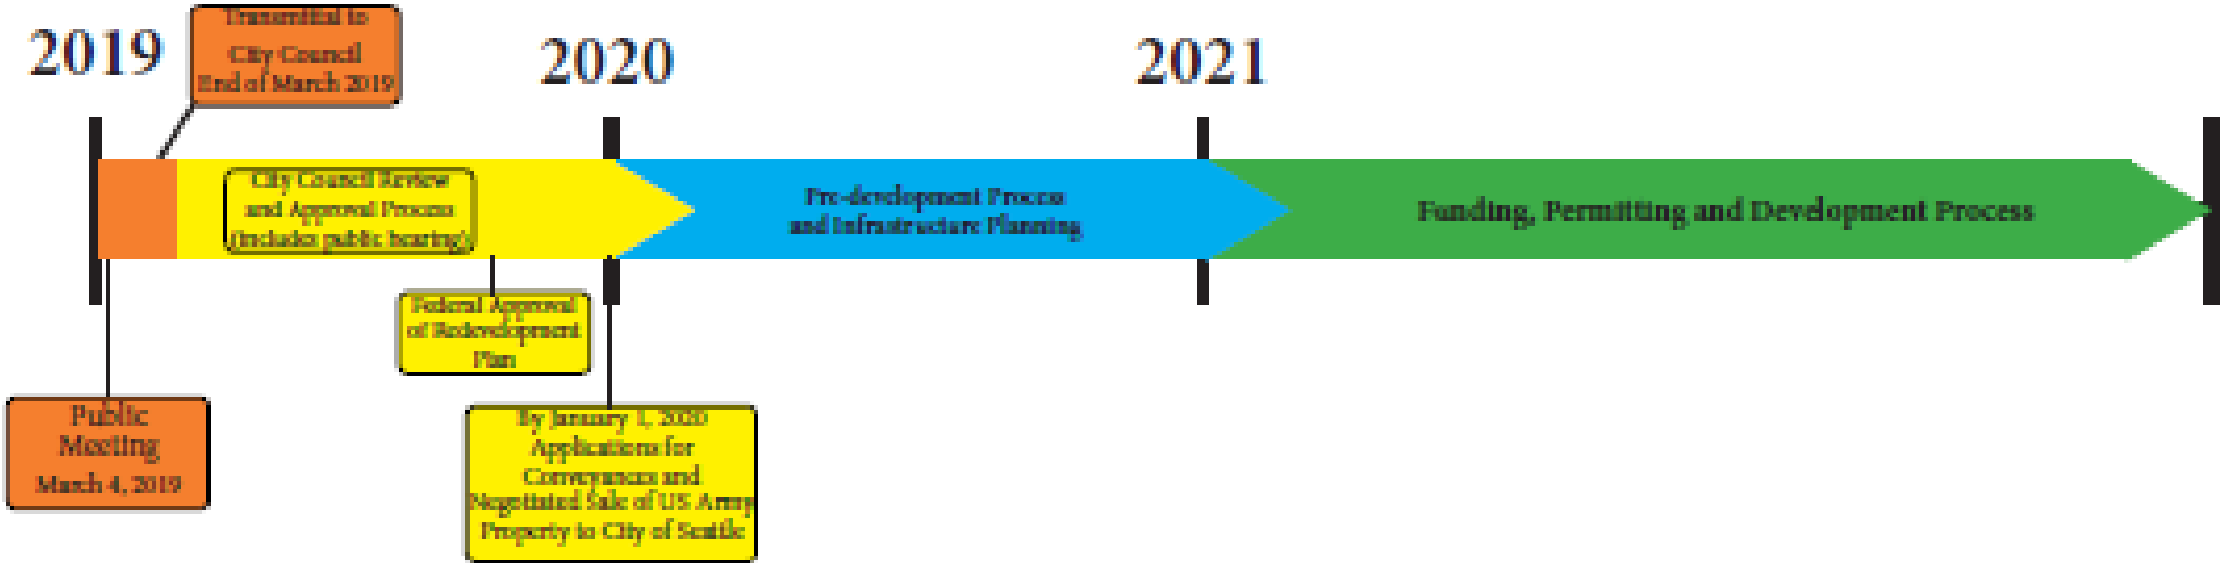 2019
Transmittal to
City Council
End of March 2019
2020
2021
City Council Review
and Approval Process
(includes public hearing)
Pre-development Process
and Infrastructure Planning
Funding, Permitting and Development Process
Federal Approval
of Redevelopment
Plan
Public
Meeting
March 4, 2019
By January 1, 2020
Applications for
Conveyances and
Negotiated Sale of US Army
Property to City of Seattle